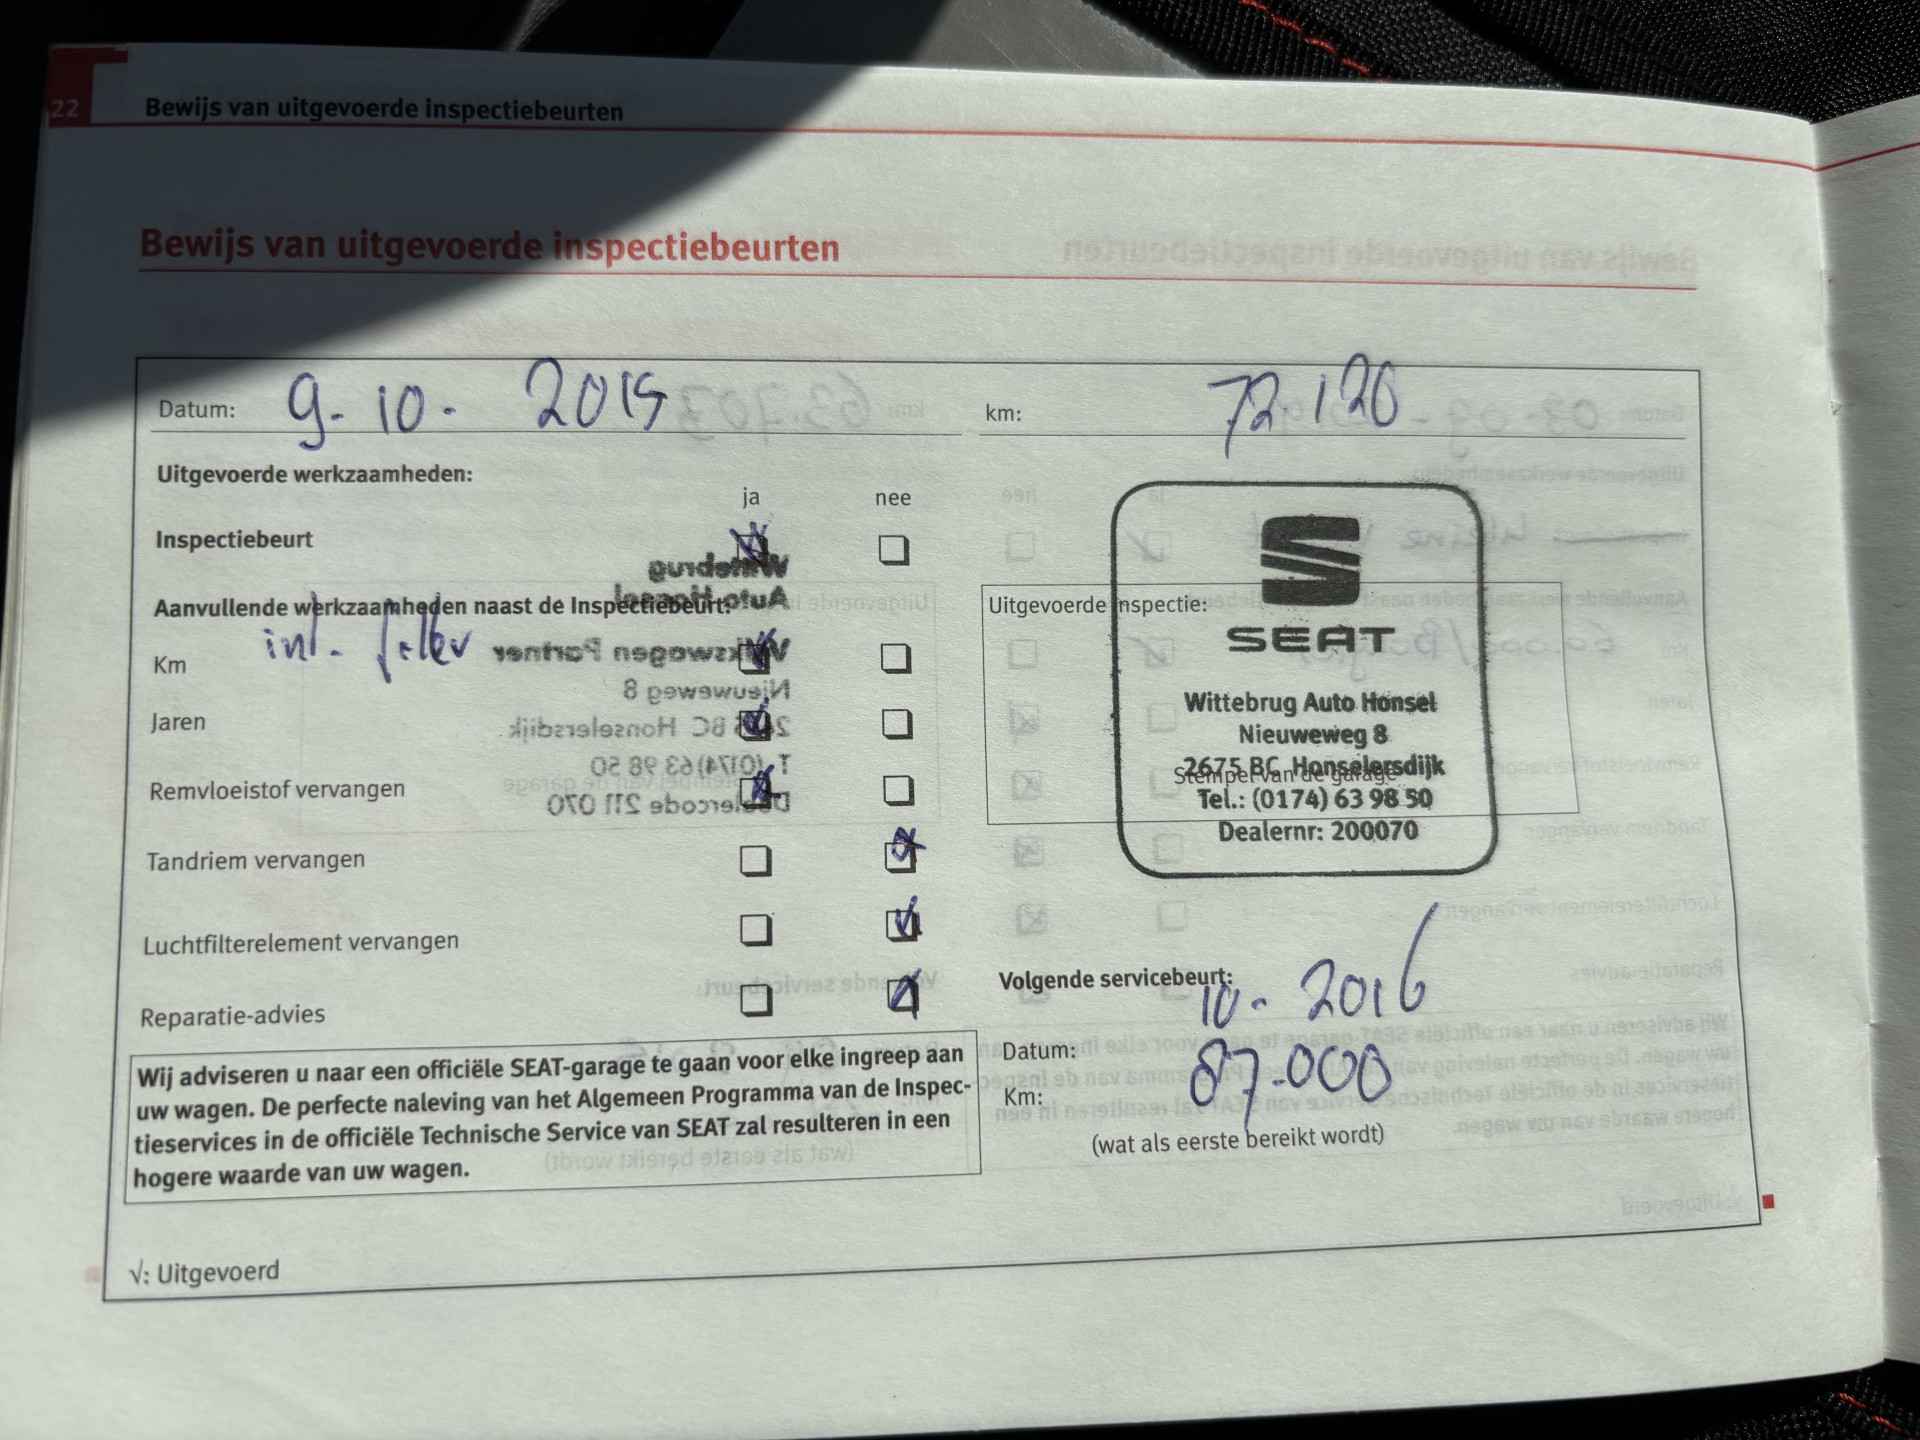 22 Bewijs van uitgevoerde inspectiebeurten
Bewijs van uitgevoerde inspectiebeurten
Datum: 9-10-2015 km: 72.120
Uitgevoerde werkzaamheden:
ja nee
Inspectiebeurt
Aanvullende werkzaamheden naast de Inspectiebeurt:
int. filter
Km
Jaren
Remvloeistof vervangen
Tandriem vervangen
Luchtfilterelement vervangen
Reparatie-advies
Wij adviseren u naar een officiële SEAT-garage te gaan voor elke ingreep aan
uw wagen. De perfecte naleving van het Algemeen Programma van de Inspec-
tieservices in de officiële Technische Service van SEAT zal resulteren in een
hogere waarde van uw wagen.
√: Uitgevoerd
Uitgevoerde inspectie:
SEAT
Wittebrug Auto Honsel
Nieuweweg 8
2675 BC Honselersdijk
Stempel van de garage
Tel.: (0174) 63 98 50
Dealernr: 200070
Volgende servicebeurt:
Datum: 10-2016
Km: 87.000
(wat als eerste bereikt wordt)